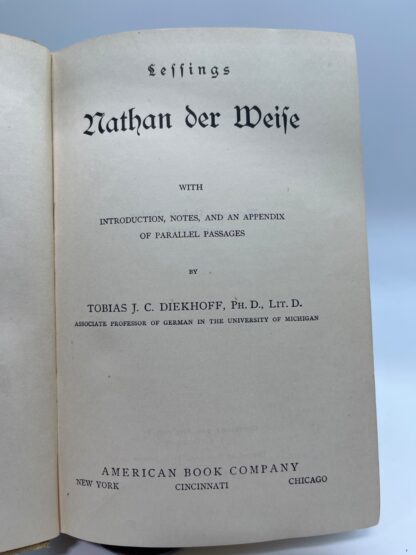 Leſſings
Nathan der Weiſe
WITH
INTRODUCTION, NOTES, AND AN APPENDIX
OF PARALLEL PASSAGES
BY
TOBIAS J. C. DIEKHOFF, PH. D., LIT. D.
ASSOCIATE PROFESSOR OF GERMAN IN THE UNIVERSITY OF MICHIGAN
AMERICAN BOOK COMPANY
NEW YORK CINCINNATI CHICAGO